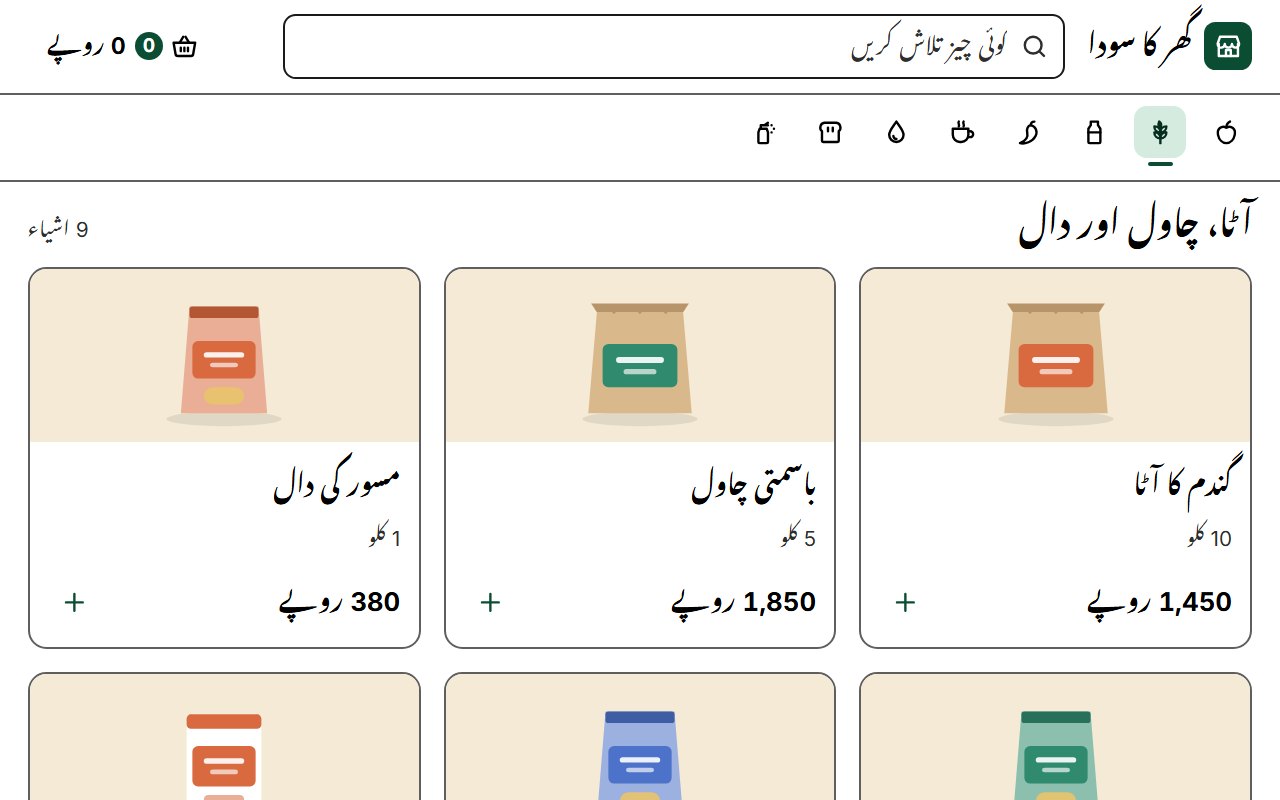 گھر کا سودا
کوئی چیز تلاش کریں
0
0 روپے
آٹا، چاول اور دال
9 اشیاء
گندم کا آٹا
10 کلو
1,450 روپے
باسمتی چاول
5 کلو
1,850 روپے
مسور کی دال
1 کلو
380 روپے